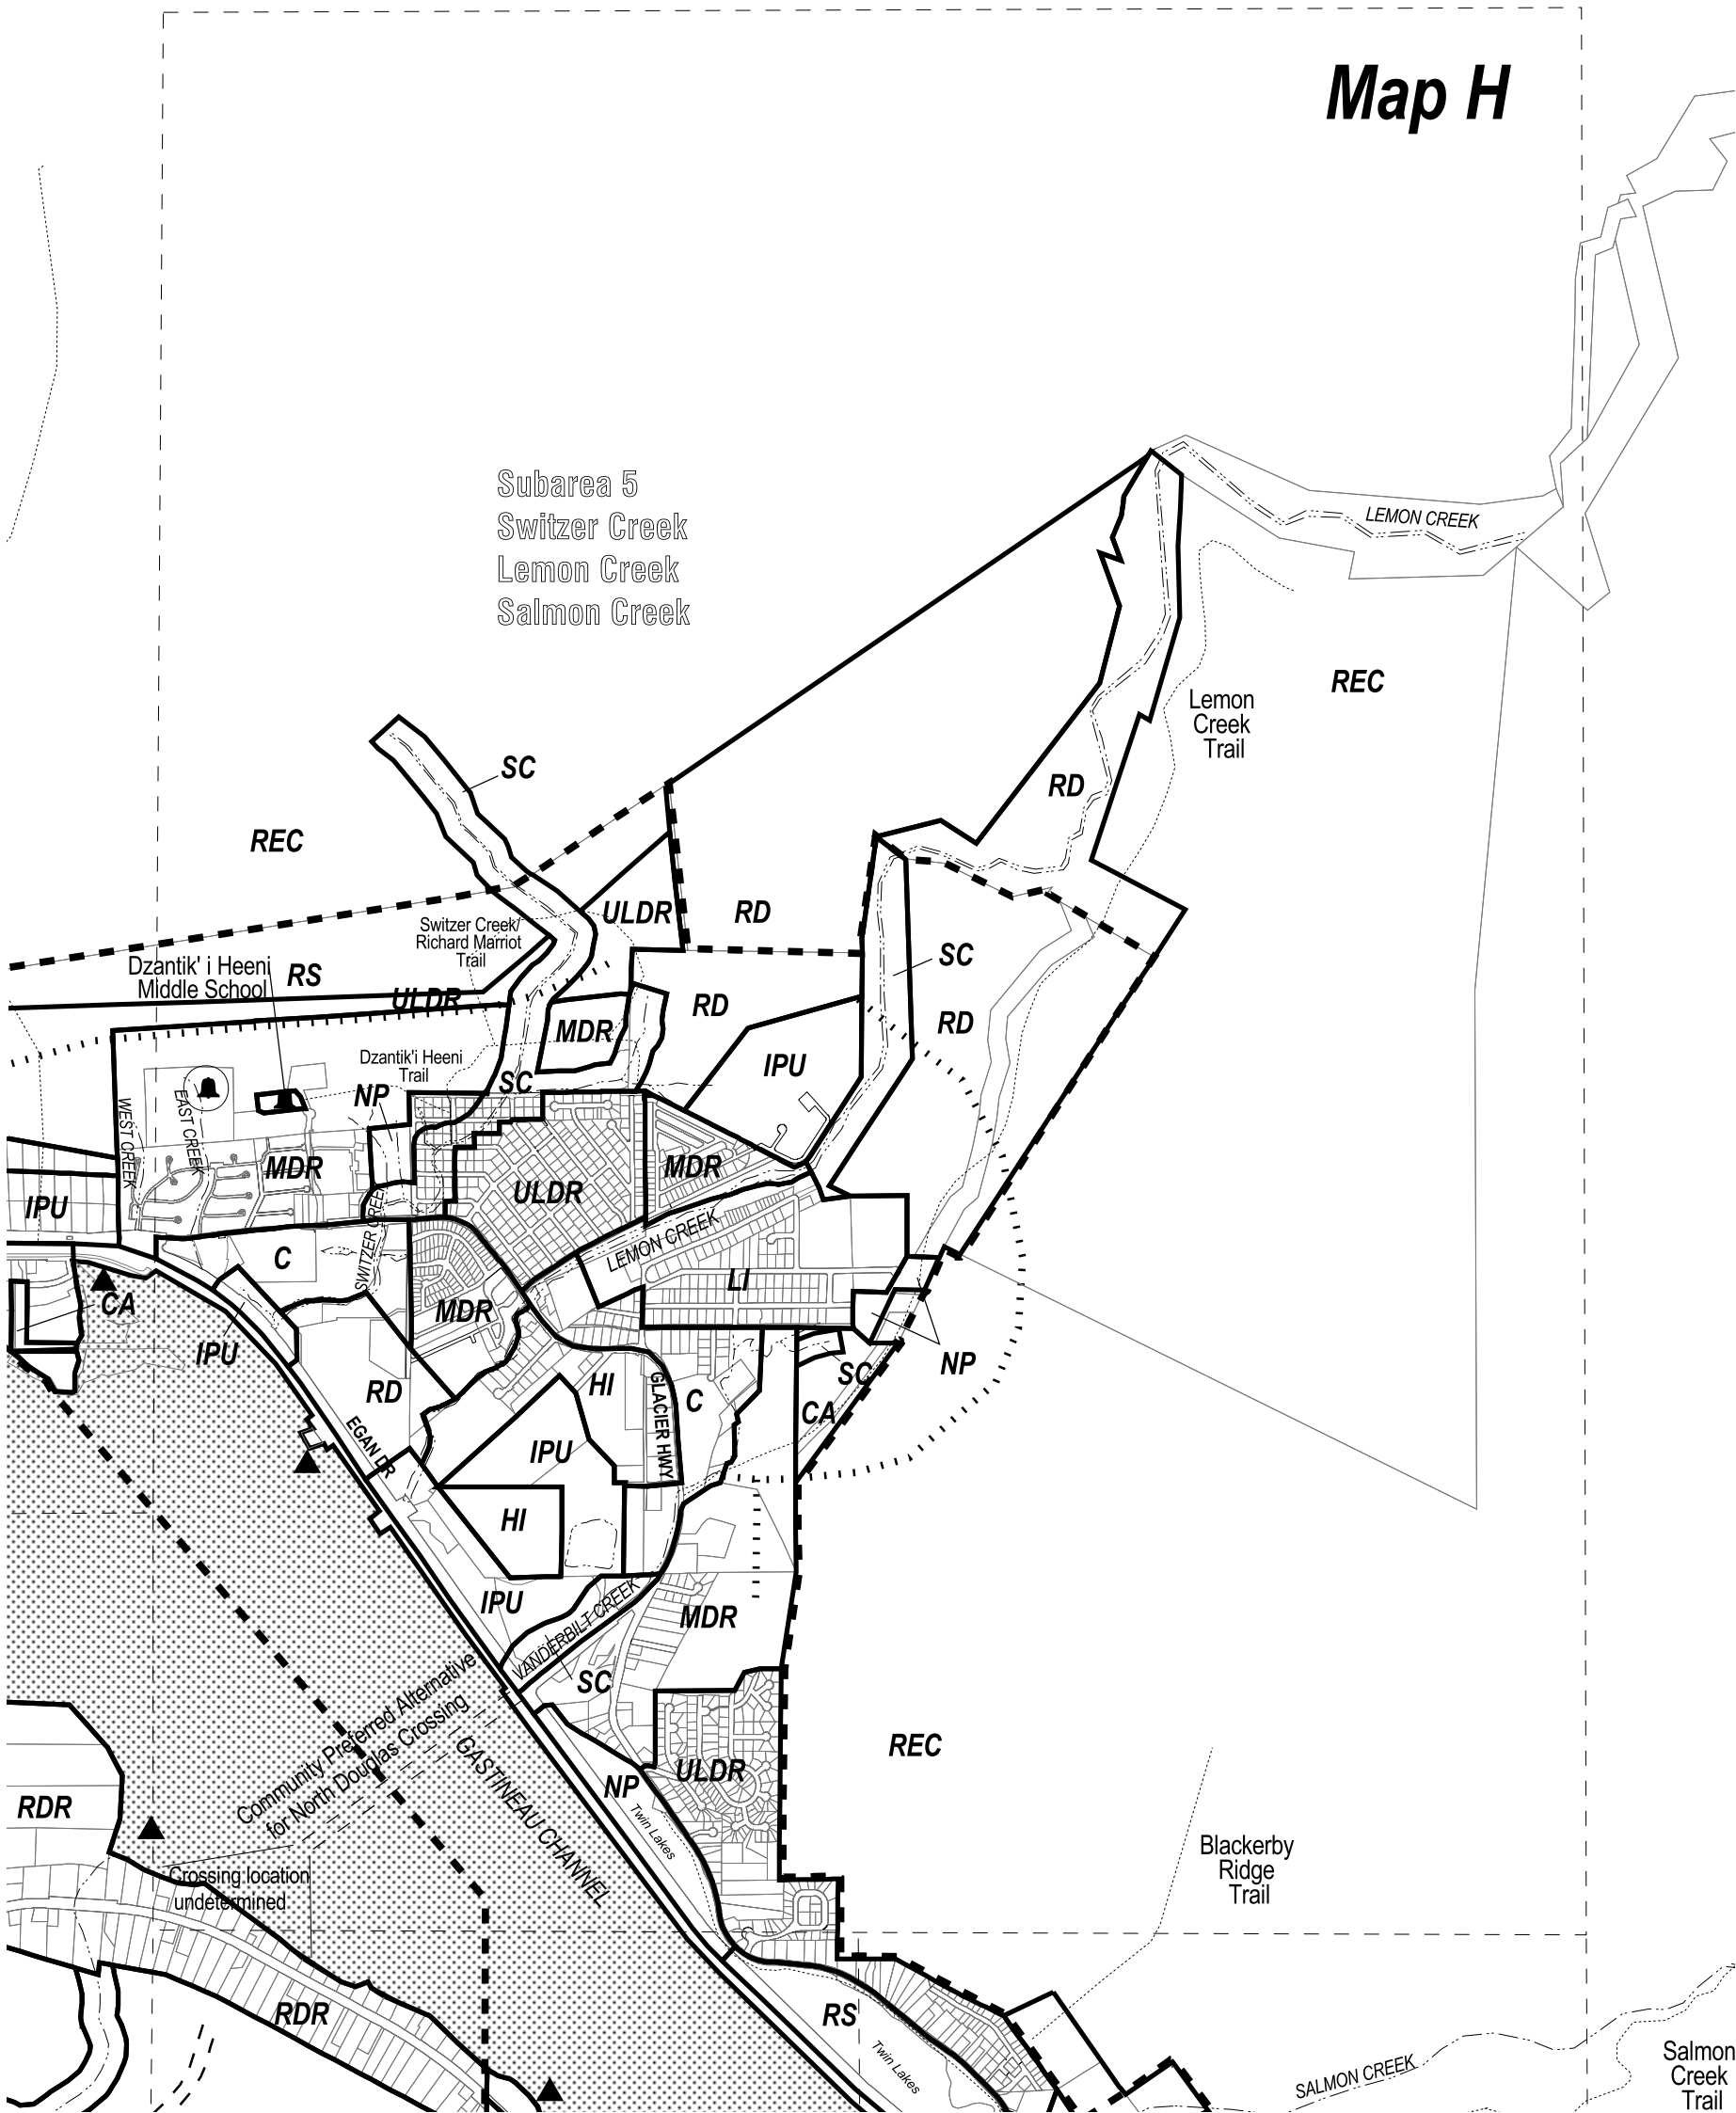 Map H
Subarea 5
Switzer Creek
Lemon Creek
Salmon Creek
LEMON CREEK
REC
Lemon
Creek
Trail
SC
RD
REC
ULDR
RD
Switzer Creek/
Richard Marriot
Trail
SC
Dzantik' i Heeni
Middle School
RS
ULDR
RD
RD
MDR
Dzantik'i Heeni
Trail
IPU
SC
NP
WEST CREEK
EAST CREEK
MDR
MDR
ULDR
IPU
SWITZER CREEK
LEMON CREEK
C
LI
CA
MDR
IPU
NP
SC
RD
HI
GLACIER HWY
C
CA
EGAN DR
IPU
HI
IPU
VANDERBILT CREEK
MDR
SC
Community Preferred Alternative
for North Douglas Crossing
GASTINEAU CHANNEL
REC
ULDR
NP
Twin Lakes
RDR
Crossing location
undetermined
Blackerby
Ridge
Trail
RDR
RS
Twin Lakes
SALMON CREEK
Salmon
Creek
Trail